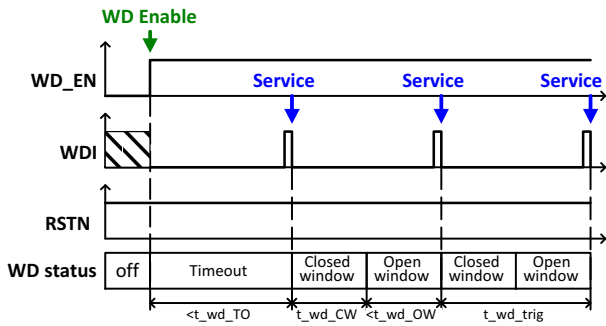 WD Enable
WD_EN
Service Service Service
WDI
RSTN
WD status off Timeout Closed window Open window Closed window Open window
<t_wd_TO t_wd_CW <t_wd_OW t_wd_trig